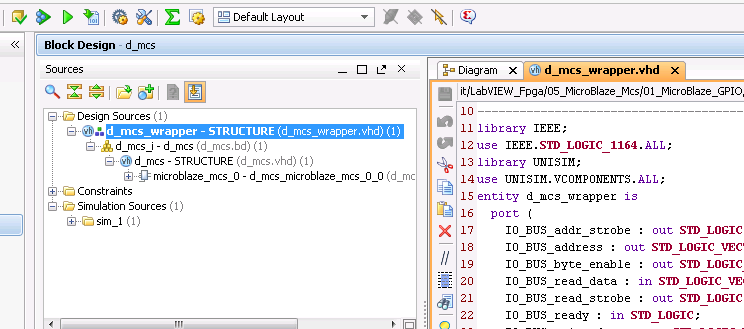 Default Layout
Block Design - d_mcs
Sources
Design Sources (1)
d_mcs_wrapper - STRUCTURE (d_mcs_wrapper.vhd) (1)
d_mcs_i - d_mcs (d_mcs.bd) (1)
d_mcs - STRUCTURE (d_mcs.vhd) (1)
microblaze_mcs_0 - d_mcs_microblaze_mcs_0_0 (d_mc
Constraints
Simulation Sources (1)
sim_1 (1)
Diagram
d_mcs_wrapper.vhd
it/LabVIEW_Fpga/05_MicroBlaze_Mcs/01_MicroBlaze_GPIO,
10 --------------------------------
11 library IEEE;
12 use IEEE.STD_LOGIC_1164.ALL;
13 library UNISIM;
14 use UNISIM.VCOMPONENTS.ALL;
15 entity d_mcs_wrapper is
16 port (
17 IO_BUS_addr_strobe : out STD_LOGIC
18 IO_BUS_address : out STD_LOGIC_VECT
19 IO_BUS_byte_enable : out STD_LOGIC_
20 IO_BUS_read_data : in STD_LOGIC_VE
21 IO_BUS_read_strobe : out STD_LOGIC
22 IO_BUS_ready : in STD_LOGIC;